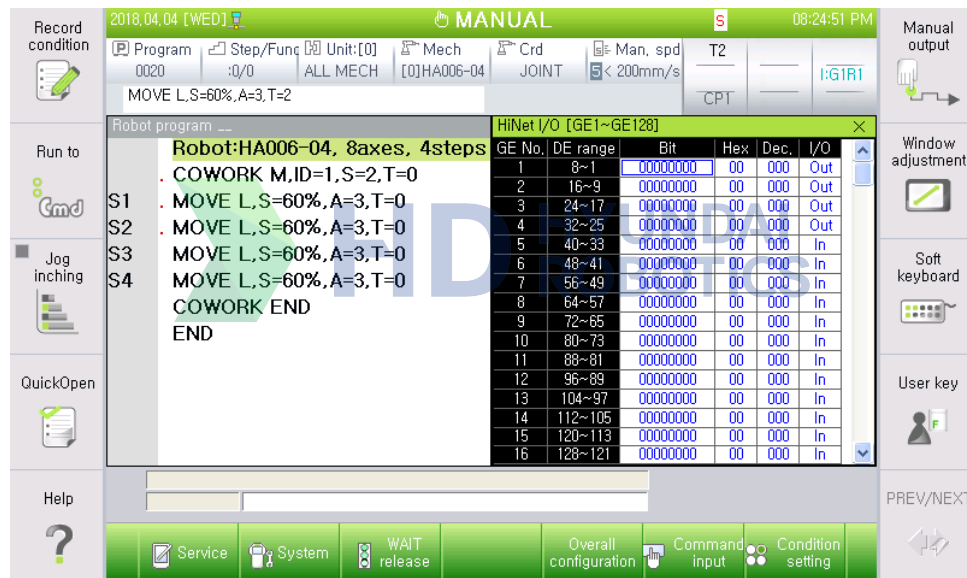 Record
condition
Run to
Cmd
Jog
inching
QuickOpen
Help
2018,04,04 [WED]
MANUAL
S
08:24:51 PM
P Program
0020
Step/Func
:0/0
Unit:[0]
ALL MECH
Mech
[0]HA006-04
Crd
JOINT
Man, spd
5< 200mm/s
T2
CP1
I:G1R1
MOVE L,S=60%,A=3,T=2
Robot program __
Robot:HA006-04, 8axes, 4steps
. COWORK M,ID=1,S=2,T=0
S1 . MOVE L,S=60%,A=3,T=0
S2 . MOVE L,S=60%,A=3,T=0
S3 MOVE L,S=60%,A=3,T=0
S4 MOVE L,S=60%,A=3,T=0
COWORK END
END
HiNet I/O [GE1~GE128]
GE No, DE range Bit Hex Dec, I/O
1 8~1 00000000 00 000 Out
2 16~9 00000000 00 000 Out
3 24~17 00000000 00 000 Out
4 32~25 00000000 00 000 Out
5 40~33 00000000 00 000 In
6 48~41 00000000 00 000 In
7 56~49 00000000 00 000 In
8 64~57 00000000 00 000 In
9 72~65 00000000 00 000 In
10 80~73 00000000 00 000 In
11 88~81 00000000 00 000 In
12 96~89 00000000 00 000 In
13 104~97 00000000 00 000 In
14 112~105 00000000 00 000 In
15 120~113 00000000 00 000 In
16 128~121 00000000 00 000 In
HD HYUNDAI
ROBOTICS
Service
System
WAIT
release
Overall
configuration
Command
input
Condition
setting
Manual
output
Window
adjustment
Soft
keyboard
User key
F
PREV/NEXT